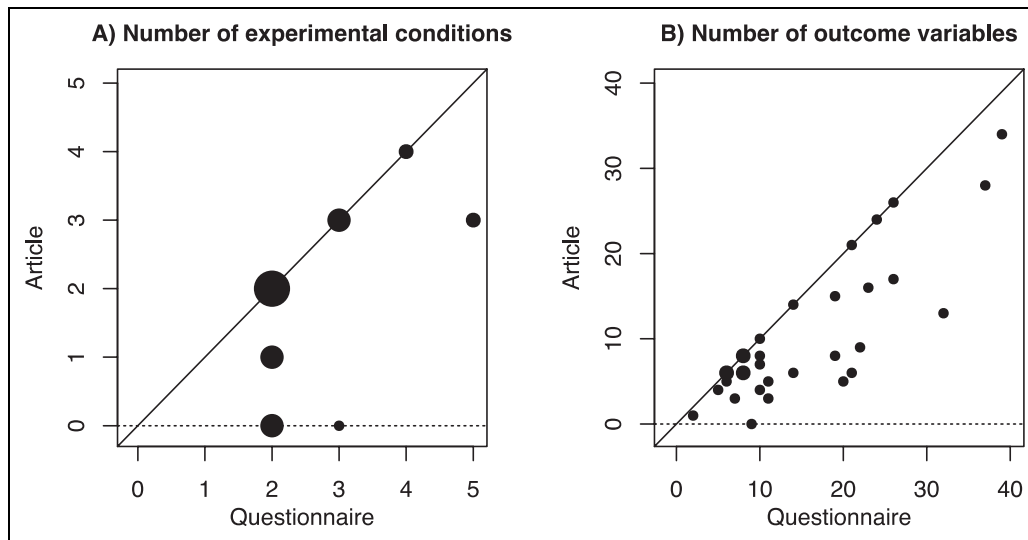 A) Number of experimental conditions
5
4
3
2
1
0
Article
0 1 2 3 4 5
Questionnaire
B) Number of outcome variables
40
30
20
10
0
Article
0 10 20 30 40
Questionnaire